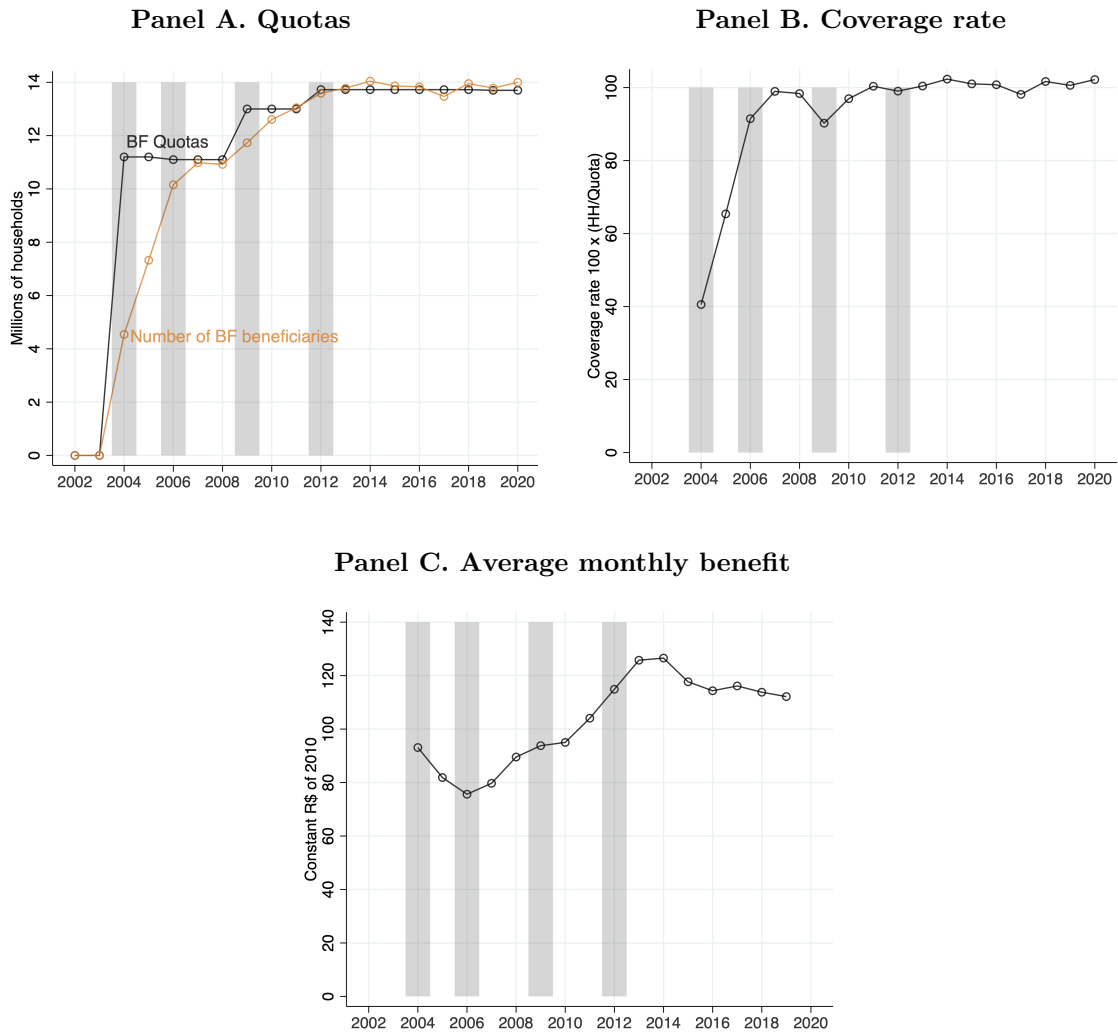 Panel A. Quotas
Millions of households
14
12
10
8
6
4
2
0
BF Quotas
Number of BF beneficiaries
2002 2004 2006 2008 2010 2012 2014 2016 2018 2020
Panel B. Coverage rate
Coverage rate 100 x (HH/Quota)
100
80
60
40
20
0
2002 2004 2006 2008 2010 2012 2014 2016 2018 2020
Panel C. Average monthly benefit
Constant R$ of 2010
140
120
100
80
60
40
20
0
2002 2004 2006 2008 2010 2012 2014 2016 2018 2020